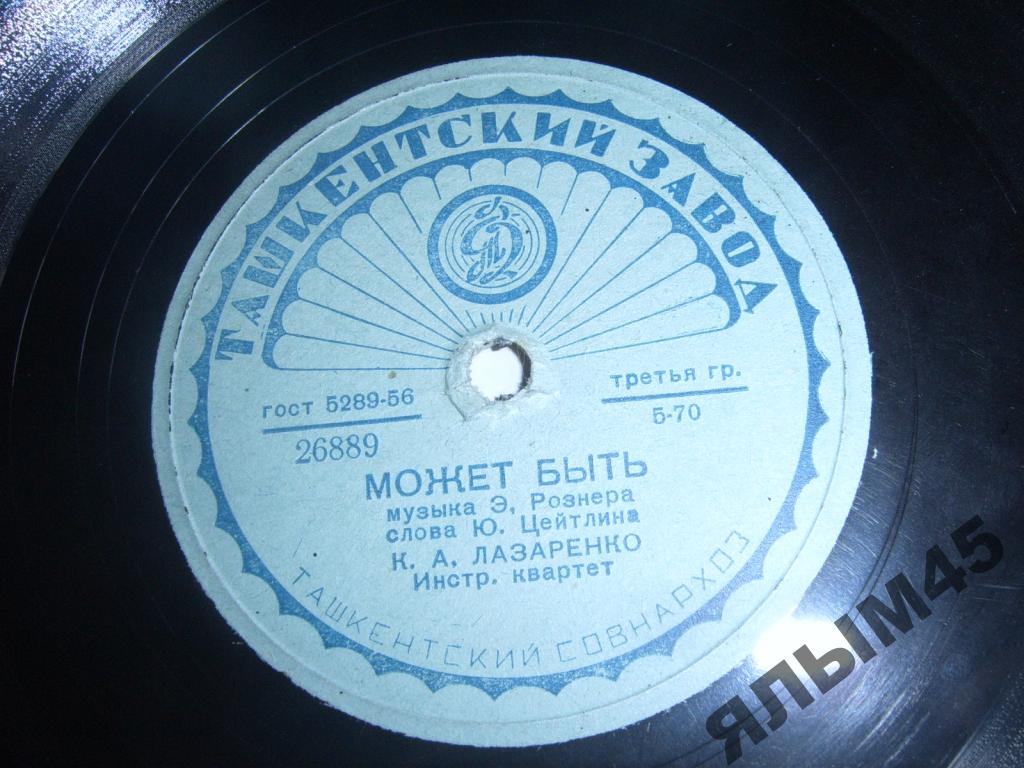 ТАШКЕНТСКИЙ ЗАВОД
гост 5289-56
третья гр.
26889
5-70
МОЖЕТ БЫТЬ
музыка Э, Рознера
слова Ю. Цейтлина
К. А. ЛАЗАРЕНКО
Инстр. квартет
ТАШКЕНТСКИЙ СОВНАРХОЗ
ЯЛЫМ45